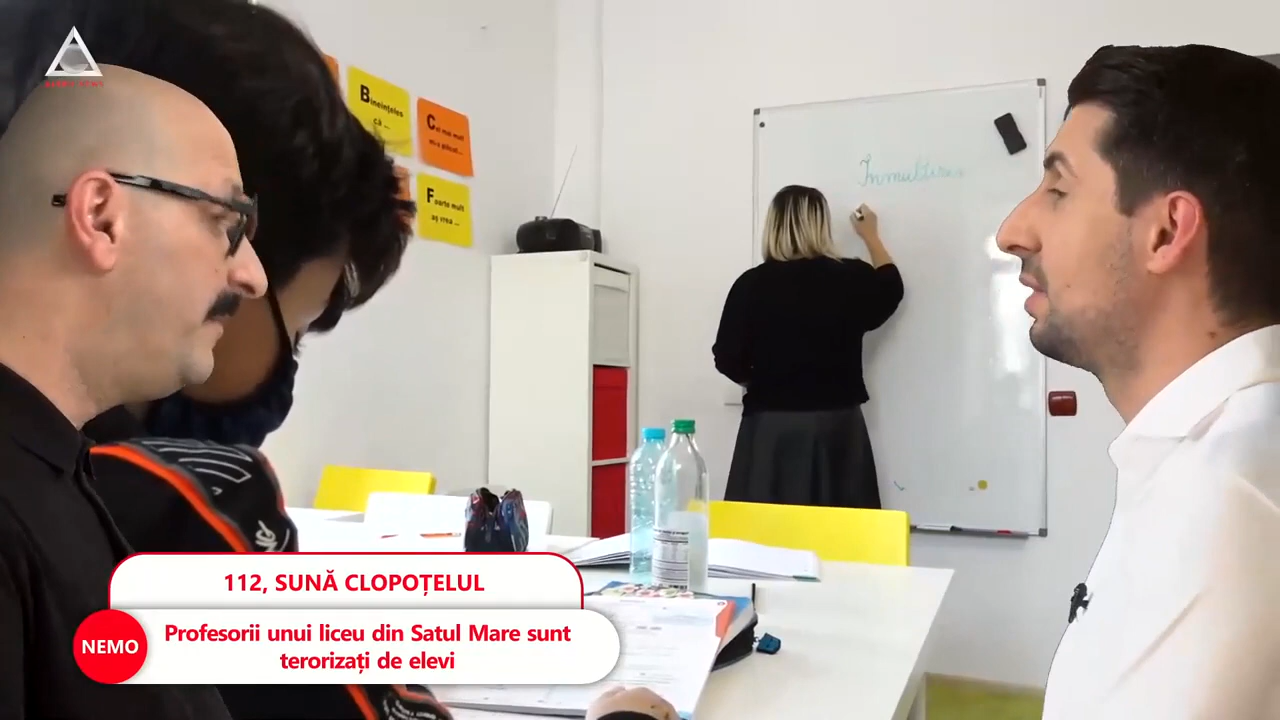 Bineînțeles
că ...
Cel mai mult
mi-a plăcut...
Foarte mult
aș vrea ...
Înmulțirea
112, SUNĂ CLOPOȚELUL
NEMO
Profesorii unui liceu din Satul Mare sunt
terorizați de elevi